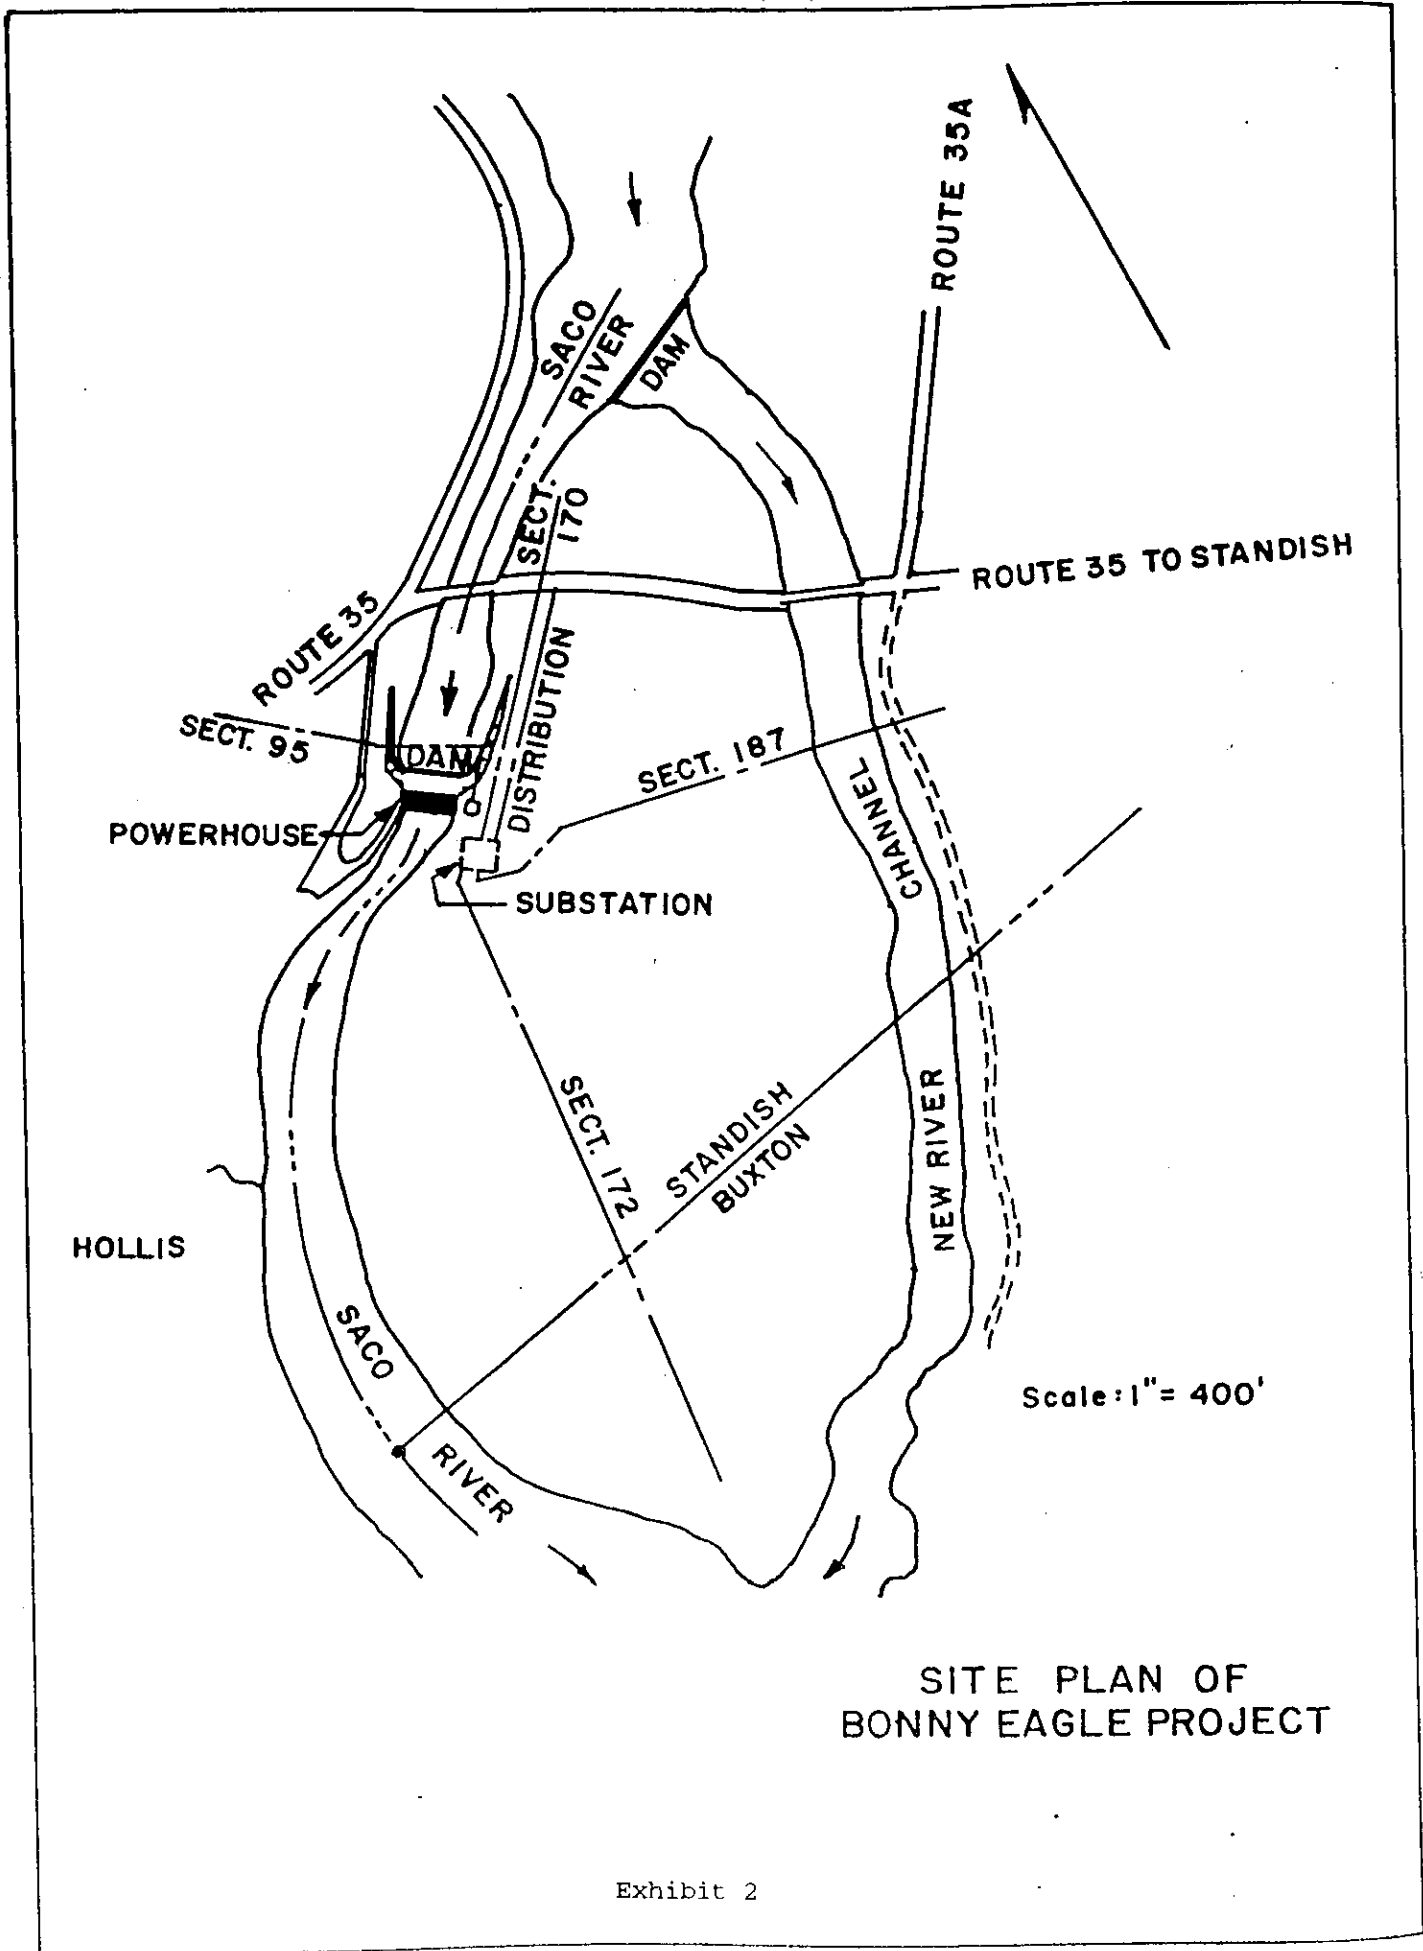 ROUTE 35A
SACO
RIVER
DAM
SECT.
170
ROUTE 35 TO STANDISH
ROUTE 35
DISTRIBUTION
SECT. 95
DAM
SECT. 187
CHANNEL
POWERHOUSE
SUBSTATION
SECT. 172
STANDISH
BUXTON
NEW RIVER
HOLLIS
SACO
RIVER
Scale: 1" = 400'
SITE PLAN OF
BONNY EAGLE PROJECT
Exhibit 2